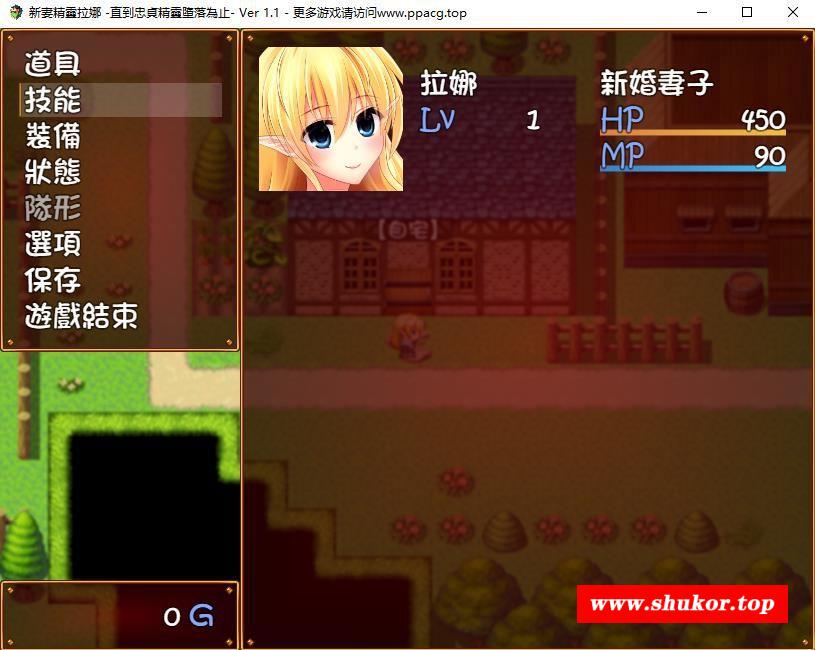 新妻精靈拉娜 -直到忠貞精靈墮落為止- Ver 1.1 - 更多游戏请访问www.ppacg.top
道具
技能
裝備
狀態
隊形
選項
保存
遊戲結束
拉娜
新婚妻子
LV 1
HP 450
MP 90
【自宅】
0 G
www.shukor.top